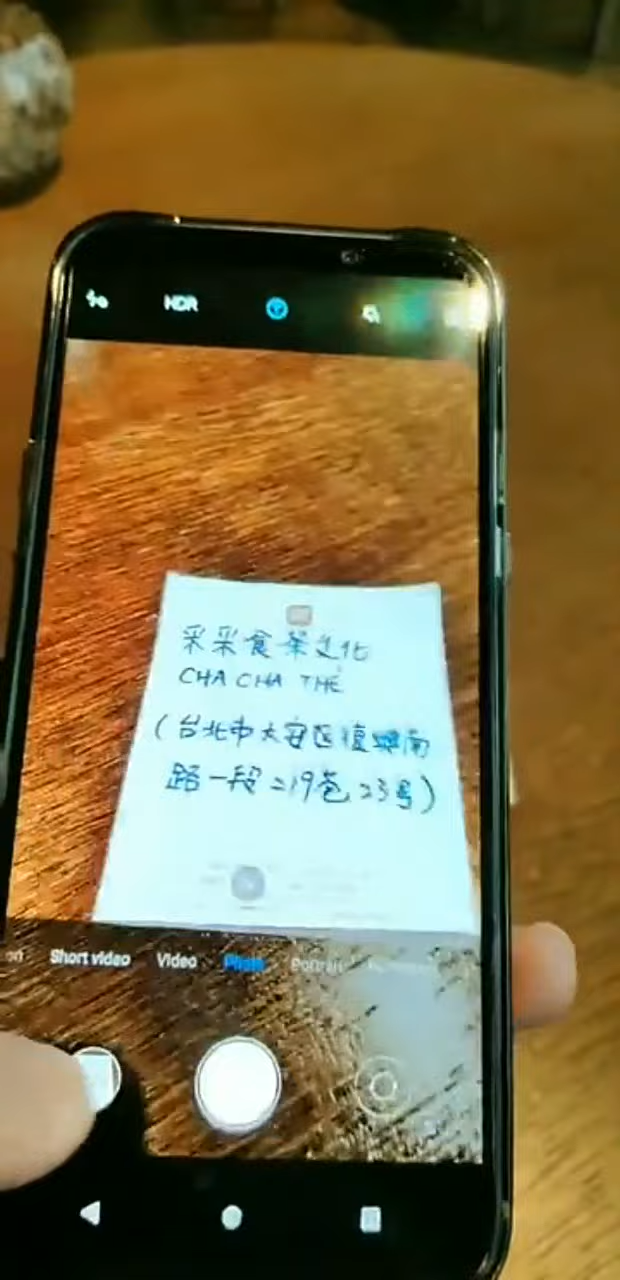 HDR
采采食茶文化
CHA CHA THÉ
(台北市大安区復興南
路一段219巷23号)
Short video
Video
Photo
Portrait